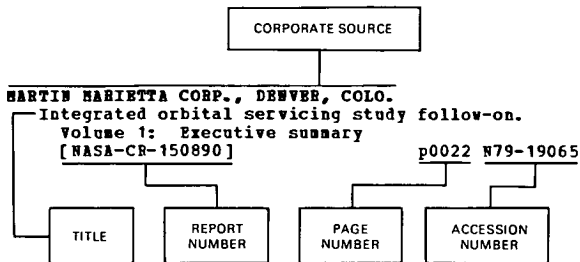 CORPORATE SOURCE
MARTIN MARIETTA CORP., DENVER, COLO.
Integrated orbital servicing study follow-on.
Volume 1: Executive summary
[NASA-CR-150890] p0022 N79-19065
TITLE
REPORT
NUMBER
PAGE
NUMBER
ACCESSION
NUMBER